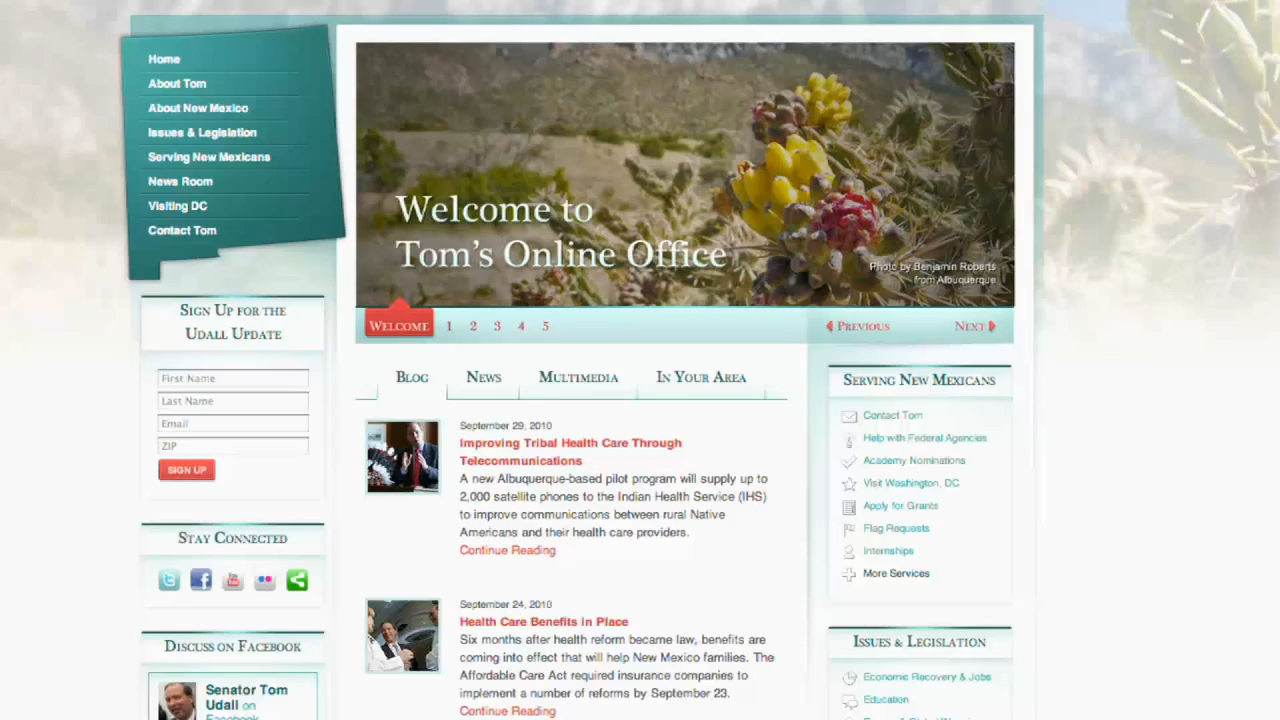 Home
About Tom
About New Mexico
Issues & Legislation
Serving New Mexicans
News Room
Visiting DC
Contact Tom
Welcome to
Tom's Online Office
Photo by Benjamin Roberts
from Albuquerque
Welcome 1 2 3 4 5
Previous Next
Sign Up for the
Udall Update
First Name
Last Name
Email
ZIP
SIGN UP
Stay Connected
Discuss on Facebook
Senator Tom
Udall on
Facebook
Blog News Multimedia In Your Area
September 29, 2010
Improving Tribal Health Care Through
Telecommunications
A new Albuquerque-based pilot program will supply up to
2,000 satellite phones to the Indian Health Service (IHS)
to improve communications between rural Native
Americans and their health care providers.
Continue Reading
September 24, 2010
Health Care Benefits in Place
Six months after health reform became law, benefits are
coming into effect that will help New Mexico families. The
Affordable Care Act required insurance companies to
implement a number of reforms by September 23.
Continue Reading
Serving New Mexicans
Contact Tom
Help with Federal Agencies
Academy Nominations
Visit Washington, DC
Apply for Grants
Flag Requests
Internships
More Services
Issues & Legislation
Economic Recovery & Jobs
Education